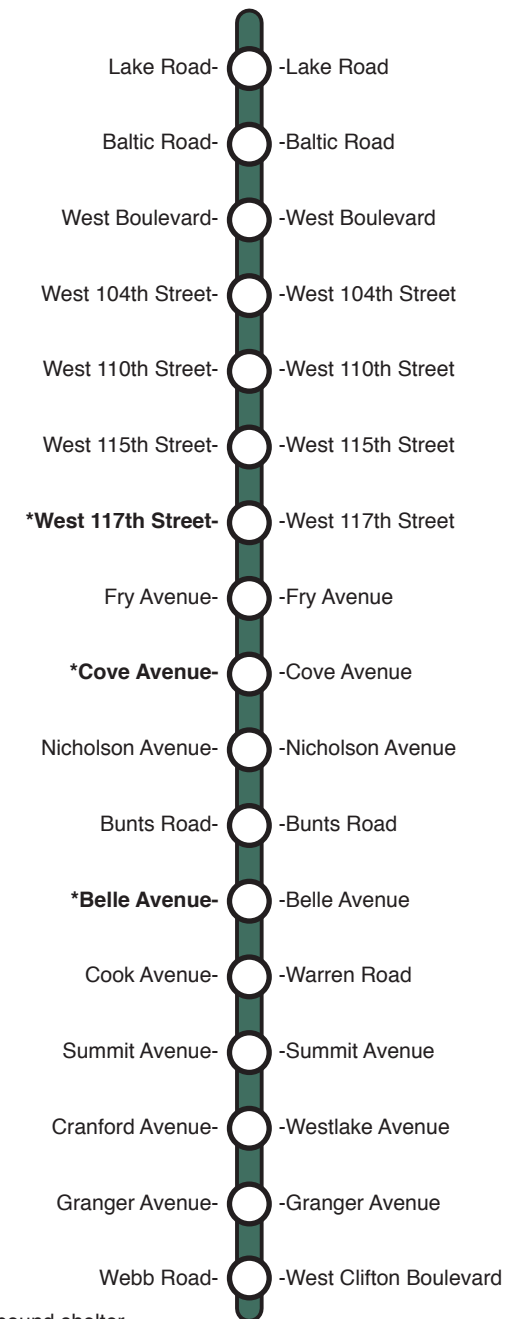 Lake Road- -Lake Road
Baltic Road- -Baltic Road
West Boulevard- -West Boulevard
West 104th Street- -West 104th Street
West 110th Street- -West 110th Street
West 115th Street- -West 115th Street
*West 117th Street- -West 117th Street
Fry Avenue- -Fry Avenue
*Cove Avenue- -Cove Avenue
Nicholson Avenue- -Nicholson Avenue
Bunts Road- -Bunts Road
*Belle Avenue- -Belle Avenue
Cook Avenue- -Warren Road
Summit Avenue- -Summit Avenue
Cranford Avenue- -Westlake Avenue
Granger Avenue- -Granger Avenue
Webb Road- -West Clifton Boulevard